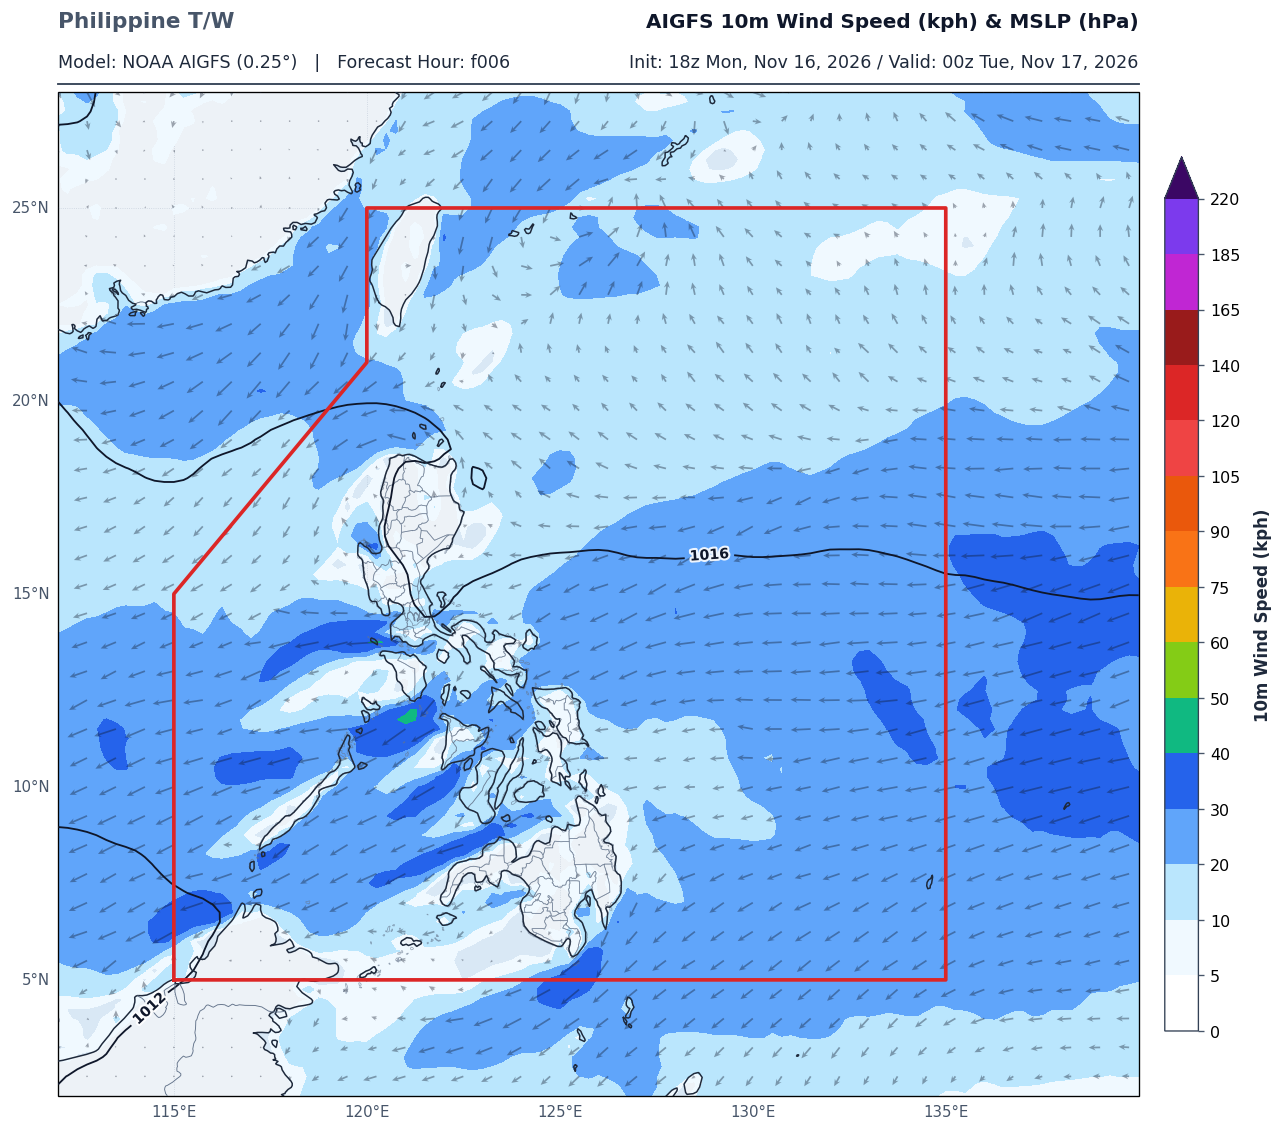 Philippine T/W
AIGFS 10m Wind Speed (kph) & MSLP (hPa)
Model: NOAA AIGFS (0.25°) | Forecast Hour: f006
Init: 18z Mon, Nov 16, 2026 / Valid: 00z Tue, Nov 17, 2026
25°N
20°N
15°N
10°N
5°N
1016
1012
115°E
120°E
125°E
130°E
135°E
220
185
165
140
120
105
90
75
60
50
40
30
20
10
5
0
10m Wind Speed (kph)